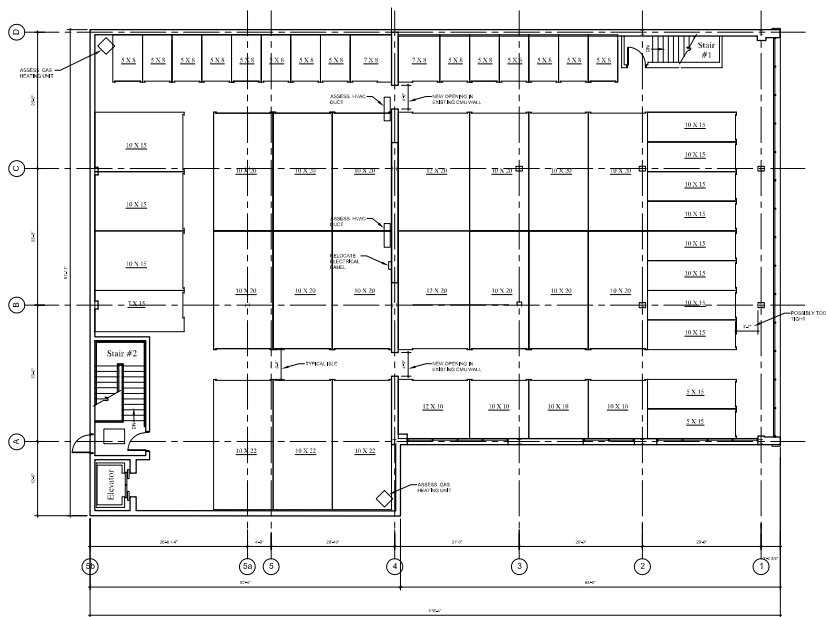 D
5 X 8
5 X 8
5 X 8
5 X 8
5 X 8
5 X 8
5 X 8
5 X 8
7 X 8
7 X 8
5 X 8
5 X 8
5 X 8
5 X 8
5 X 8
5 X 8
Stair
#1
DN
ASSESS GAS
HEATING UNIT
ASSESS HVAC
DUCT
NEW OPENING IN
EXISTING CMU WALL
10 X 15
10 X 15
C
10 X 15
10 X 20
10 X 20
10 X 20
12 X 20
10 X 20
10 X 20
10 X 20
10 X 15
10 X 15
10 X 15
10 X 15
ASSESS HVAC
DUCT
RELOCATE
ELECTRICAL
PANEL
10 X 15
10 X 20
10 X 20
10 X 20
12 X 20
10 X 20
10 X 20
10 X 20
10 X 15
10 X 15
B
7 X 15
10 X 15
10 X 15
POSSIBLY TOO
TIGHT
Stair #2
DN
TYPICAL ISLE
NEW OPENING IN
EXISTING CMU WALL
12 X 10
10 X 10
10 X 10
10 X 10
5 X 15
5 X 15
A
10 X 22
10 X 22
10 X 22
Elevator
ASSESS GAS
HEATING UNIT
5b
5a
5
4
3
2
1